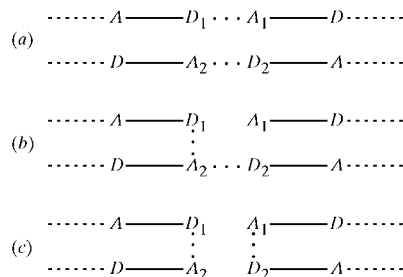 A D₁ A₁ D
(a)
D A₂ D₂ A
A D₁ A₁ D
(b)
D A₂ D₂ A
A D₁ A₁ D
(c)
D A₂ D₂ A